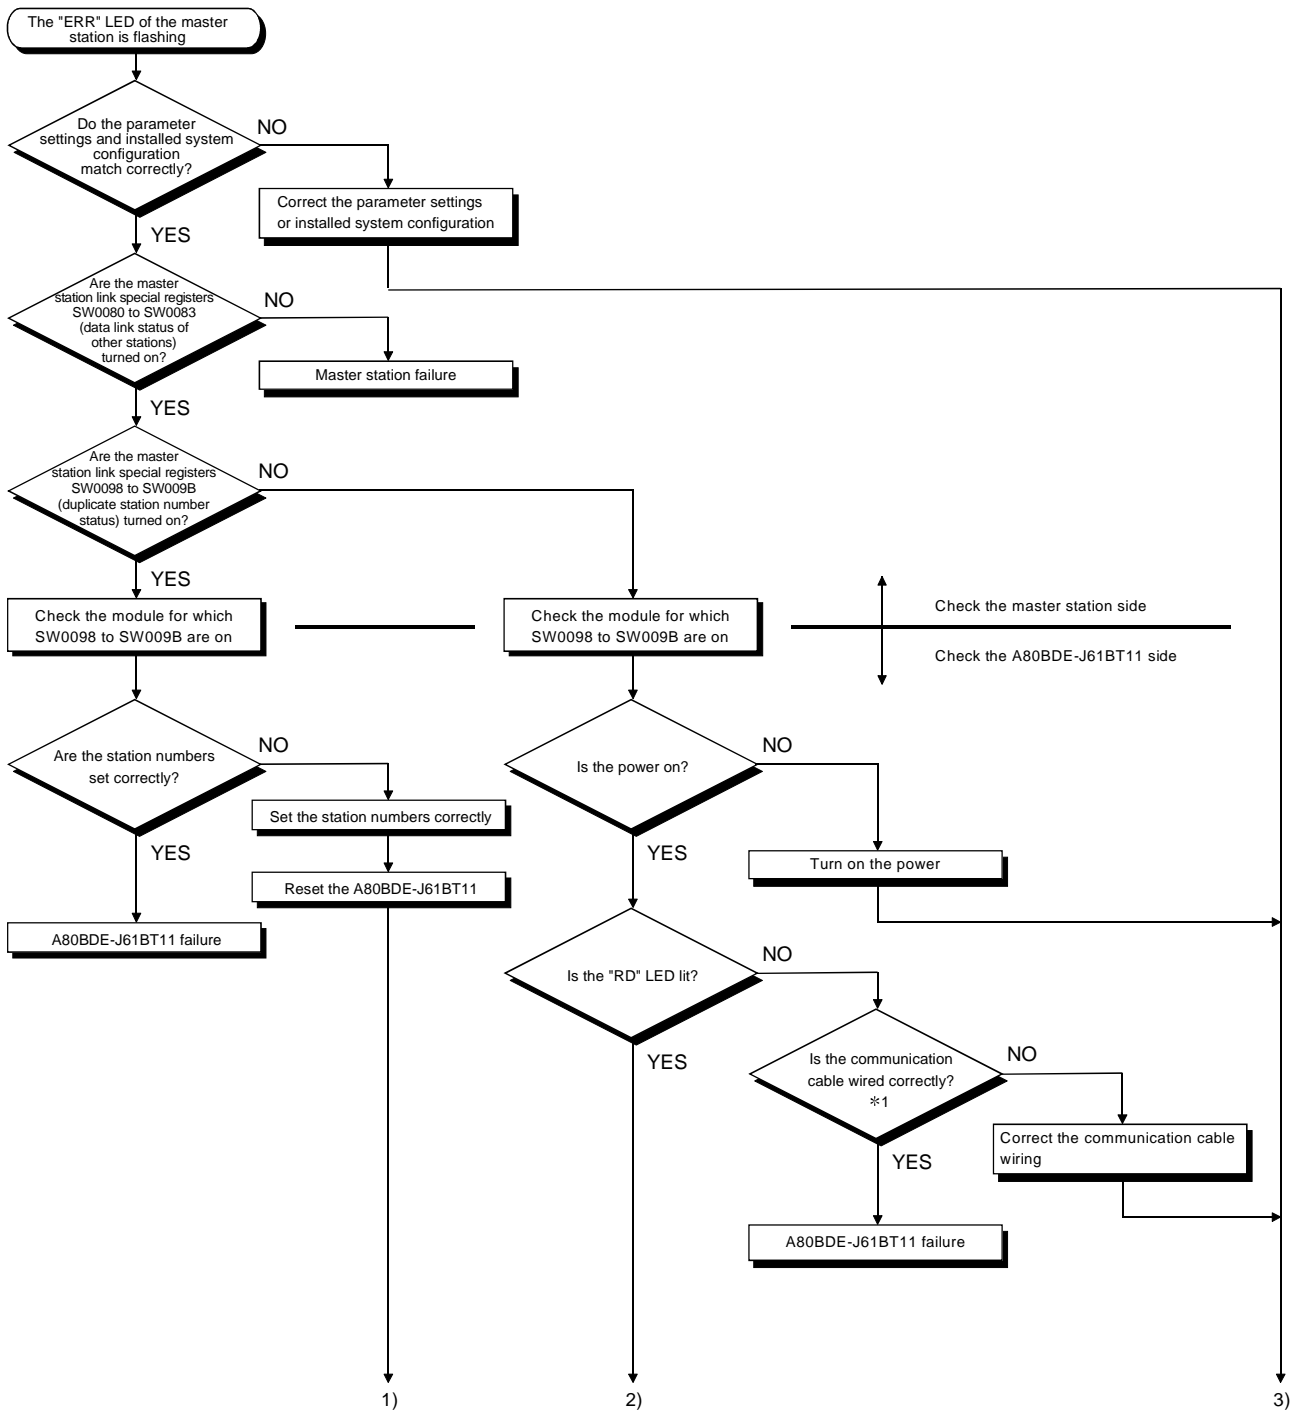 The "ERR" LED of the master
station is flashing
Do the parameter
settings and installed system
configuration
match correctly?
NO
Correct the parameter settings
or installed system configuration
YES
Are the master
station link special registers
SW0080 to SW0083
(data link status of
other stations)
turned on?
NO
Master station failure
YES
Are the master
station link special registers
SW0098 to SW009B
(duplicate station number
status) turned on?
NO
YES
Check the module for which
SW0098 to SW009B are on
Check the module for which
SW0098 to SW009B are on
Check the master station side
Check the A80BDE-J61BT11 side
Are the station numbers
set correctly?
NO
Set the station numbers correctly
Reset the A80BDE-J61BT11
YES
A80BDE-J61BT11 failure
Is the power on?
NO
Turn on the power
YES
Is the "RD" LED lit?
NO
YES
Is the communication
cable wired correctly?
*1
NO
Correct the communication cable
wiring
YES
A80BDE-J61BT11 failure
1)
2)
3)